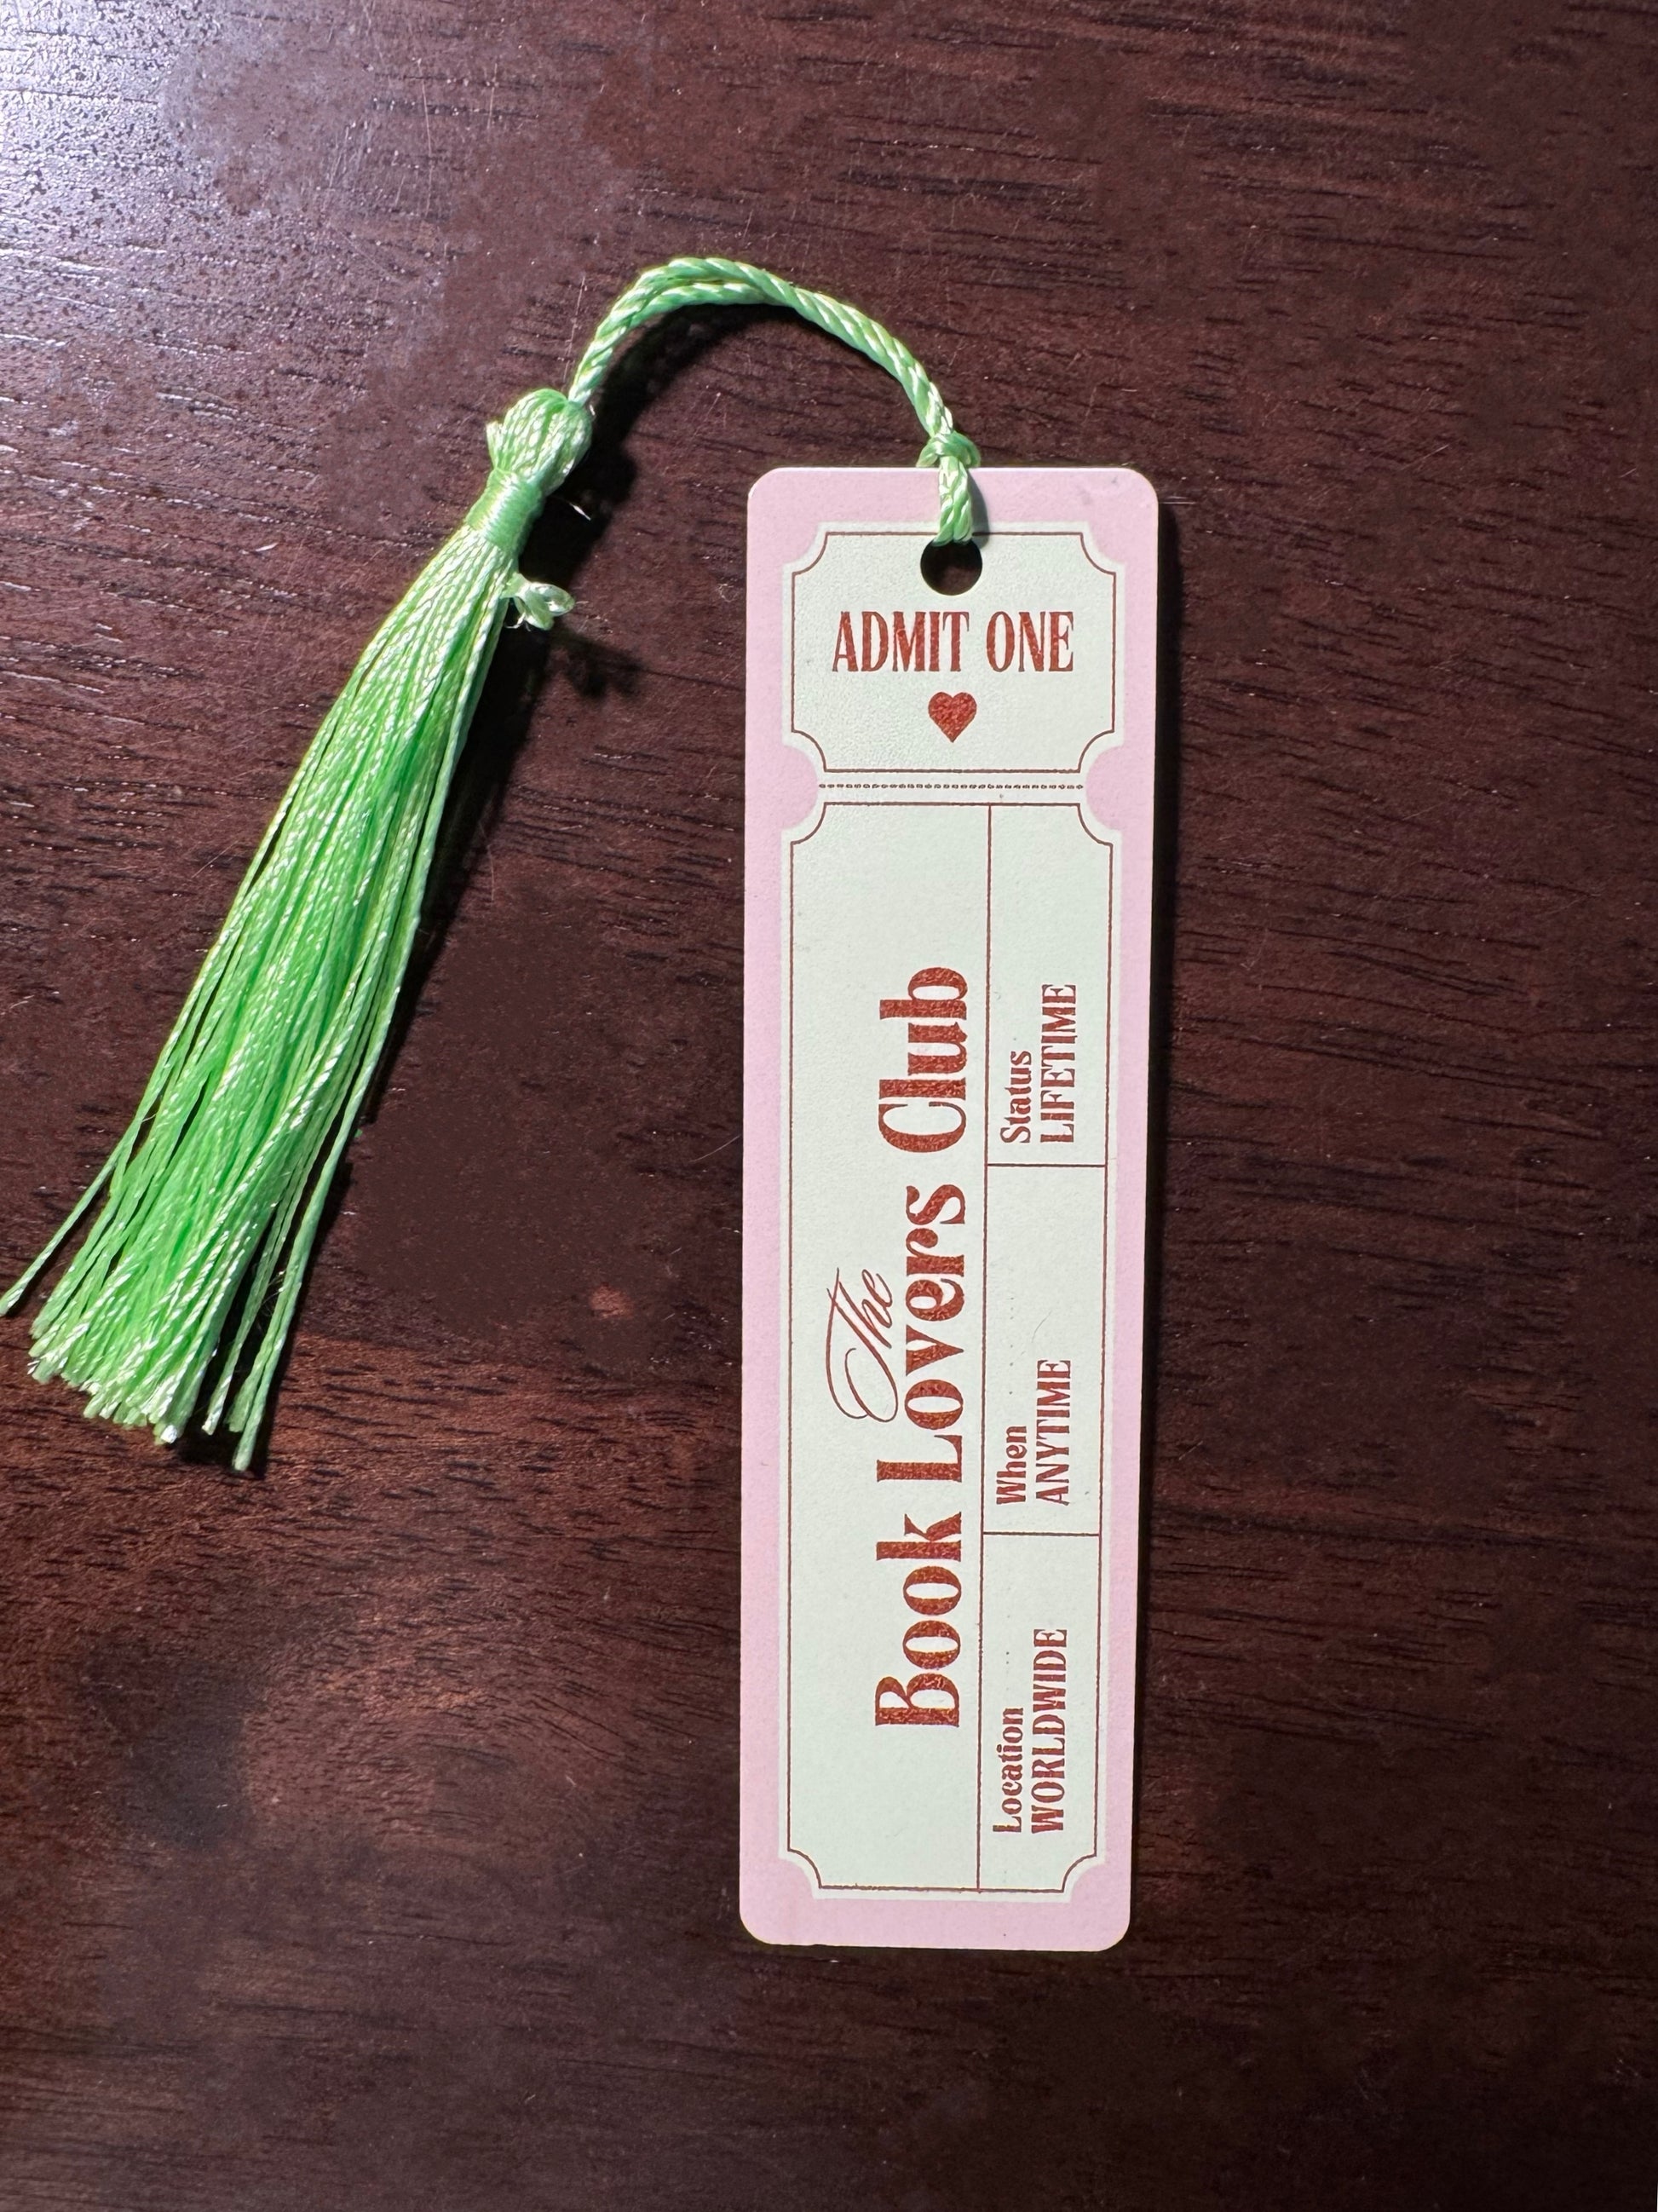 ADMIT ONE
The
Book Lovers Club
Location
WORLDWIDE
When
ANYTIME
Status
LIFETIME